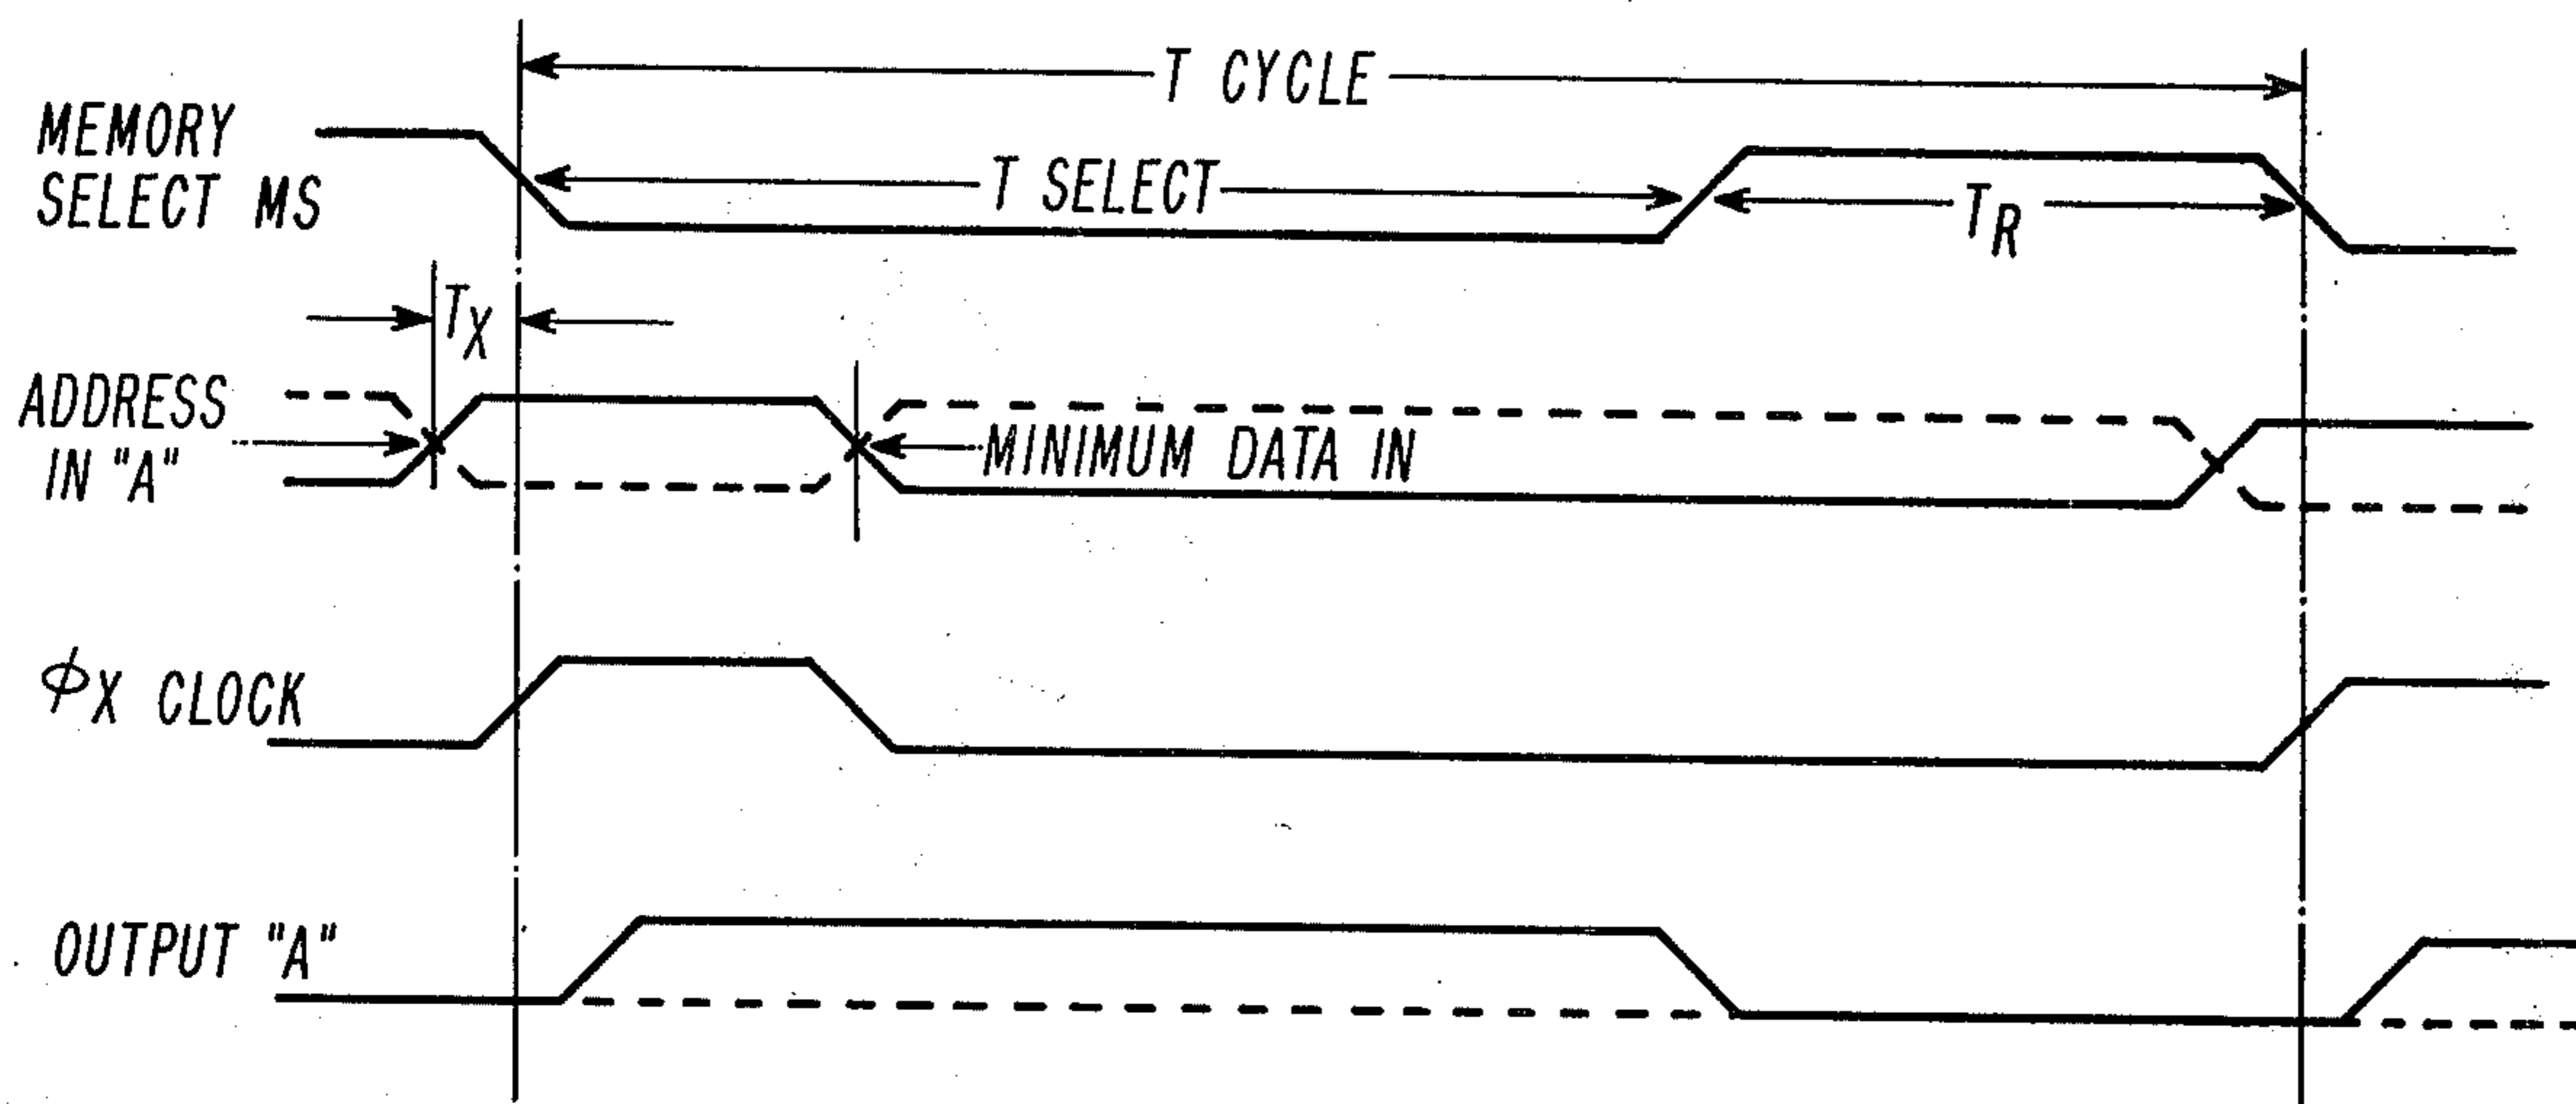 T CYCLE
MEMORY
SELECT MS
T SELECT
TR
TX
ADDRESS
IN "A"
MINIMUM DATA IN
ϕX CLOCK
OUTPUT "A"